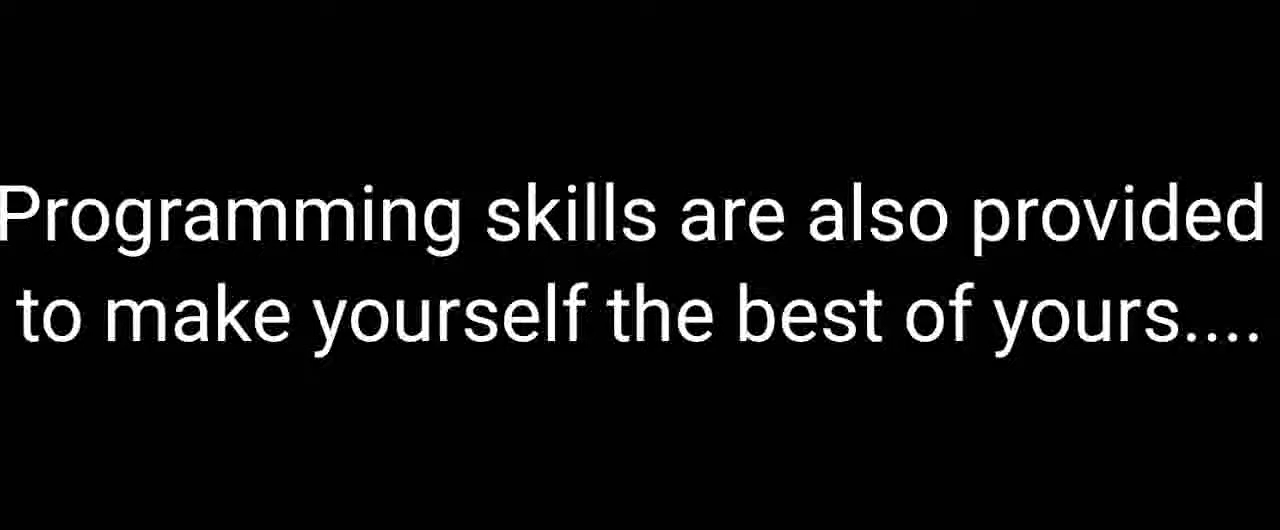 Programming skills are also provided
to make yourself the best of yours....